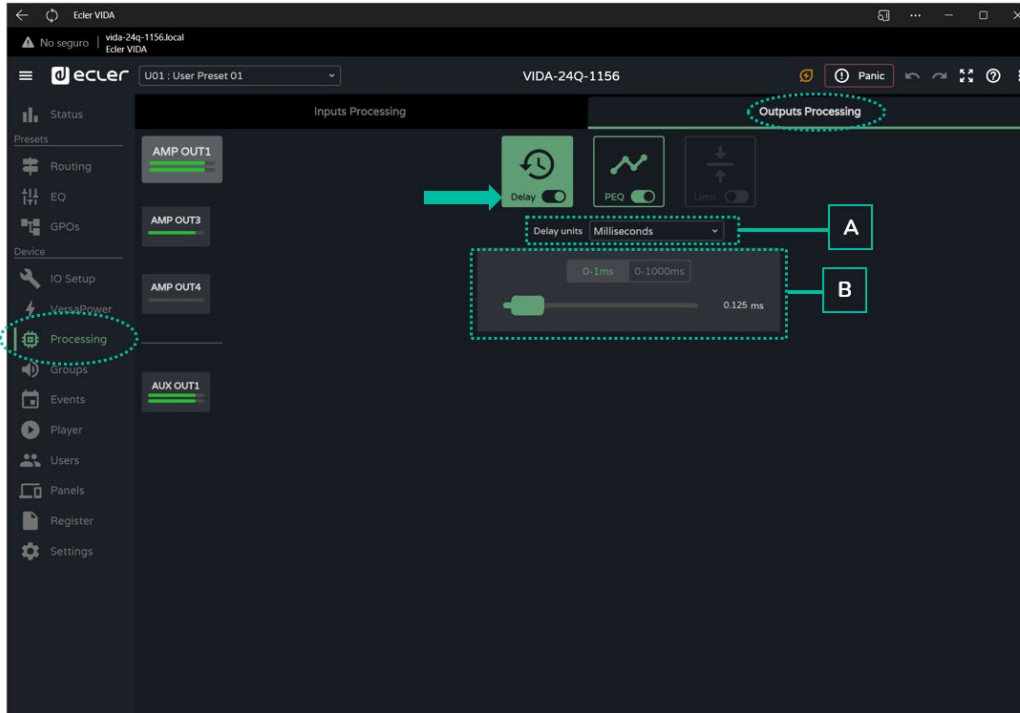 Ecler VIDA
No seguro | vida-24q-1156.local
Ecler VIDA
ecler
U01 : User Preset 01
VIDA-24Q-1156
Panic
Status
Presets
Routing
EQ
GPOs
Device
IO Setup
VersaPower
Processing
Groups
Events
Player
Users
Panels
Register
Settings
Inputs Processing
Outputs Processing
AMP OUT1
AMP OUT3
AMP OUT4
AUX OUT1
Delay
PEQ
Limit.
Delay units Milliseconds
A
0-1ms 0-1000ms
0.125 ms
B